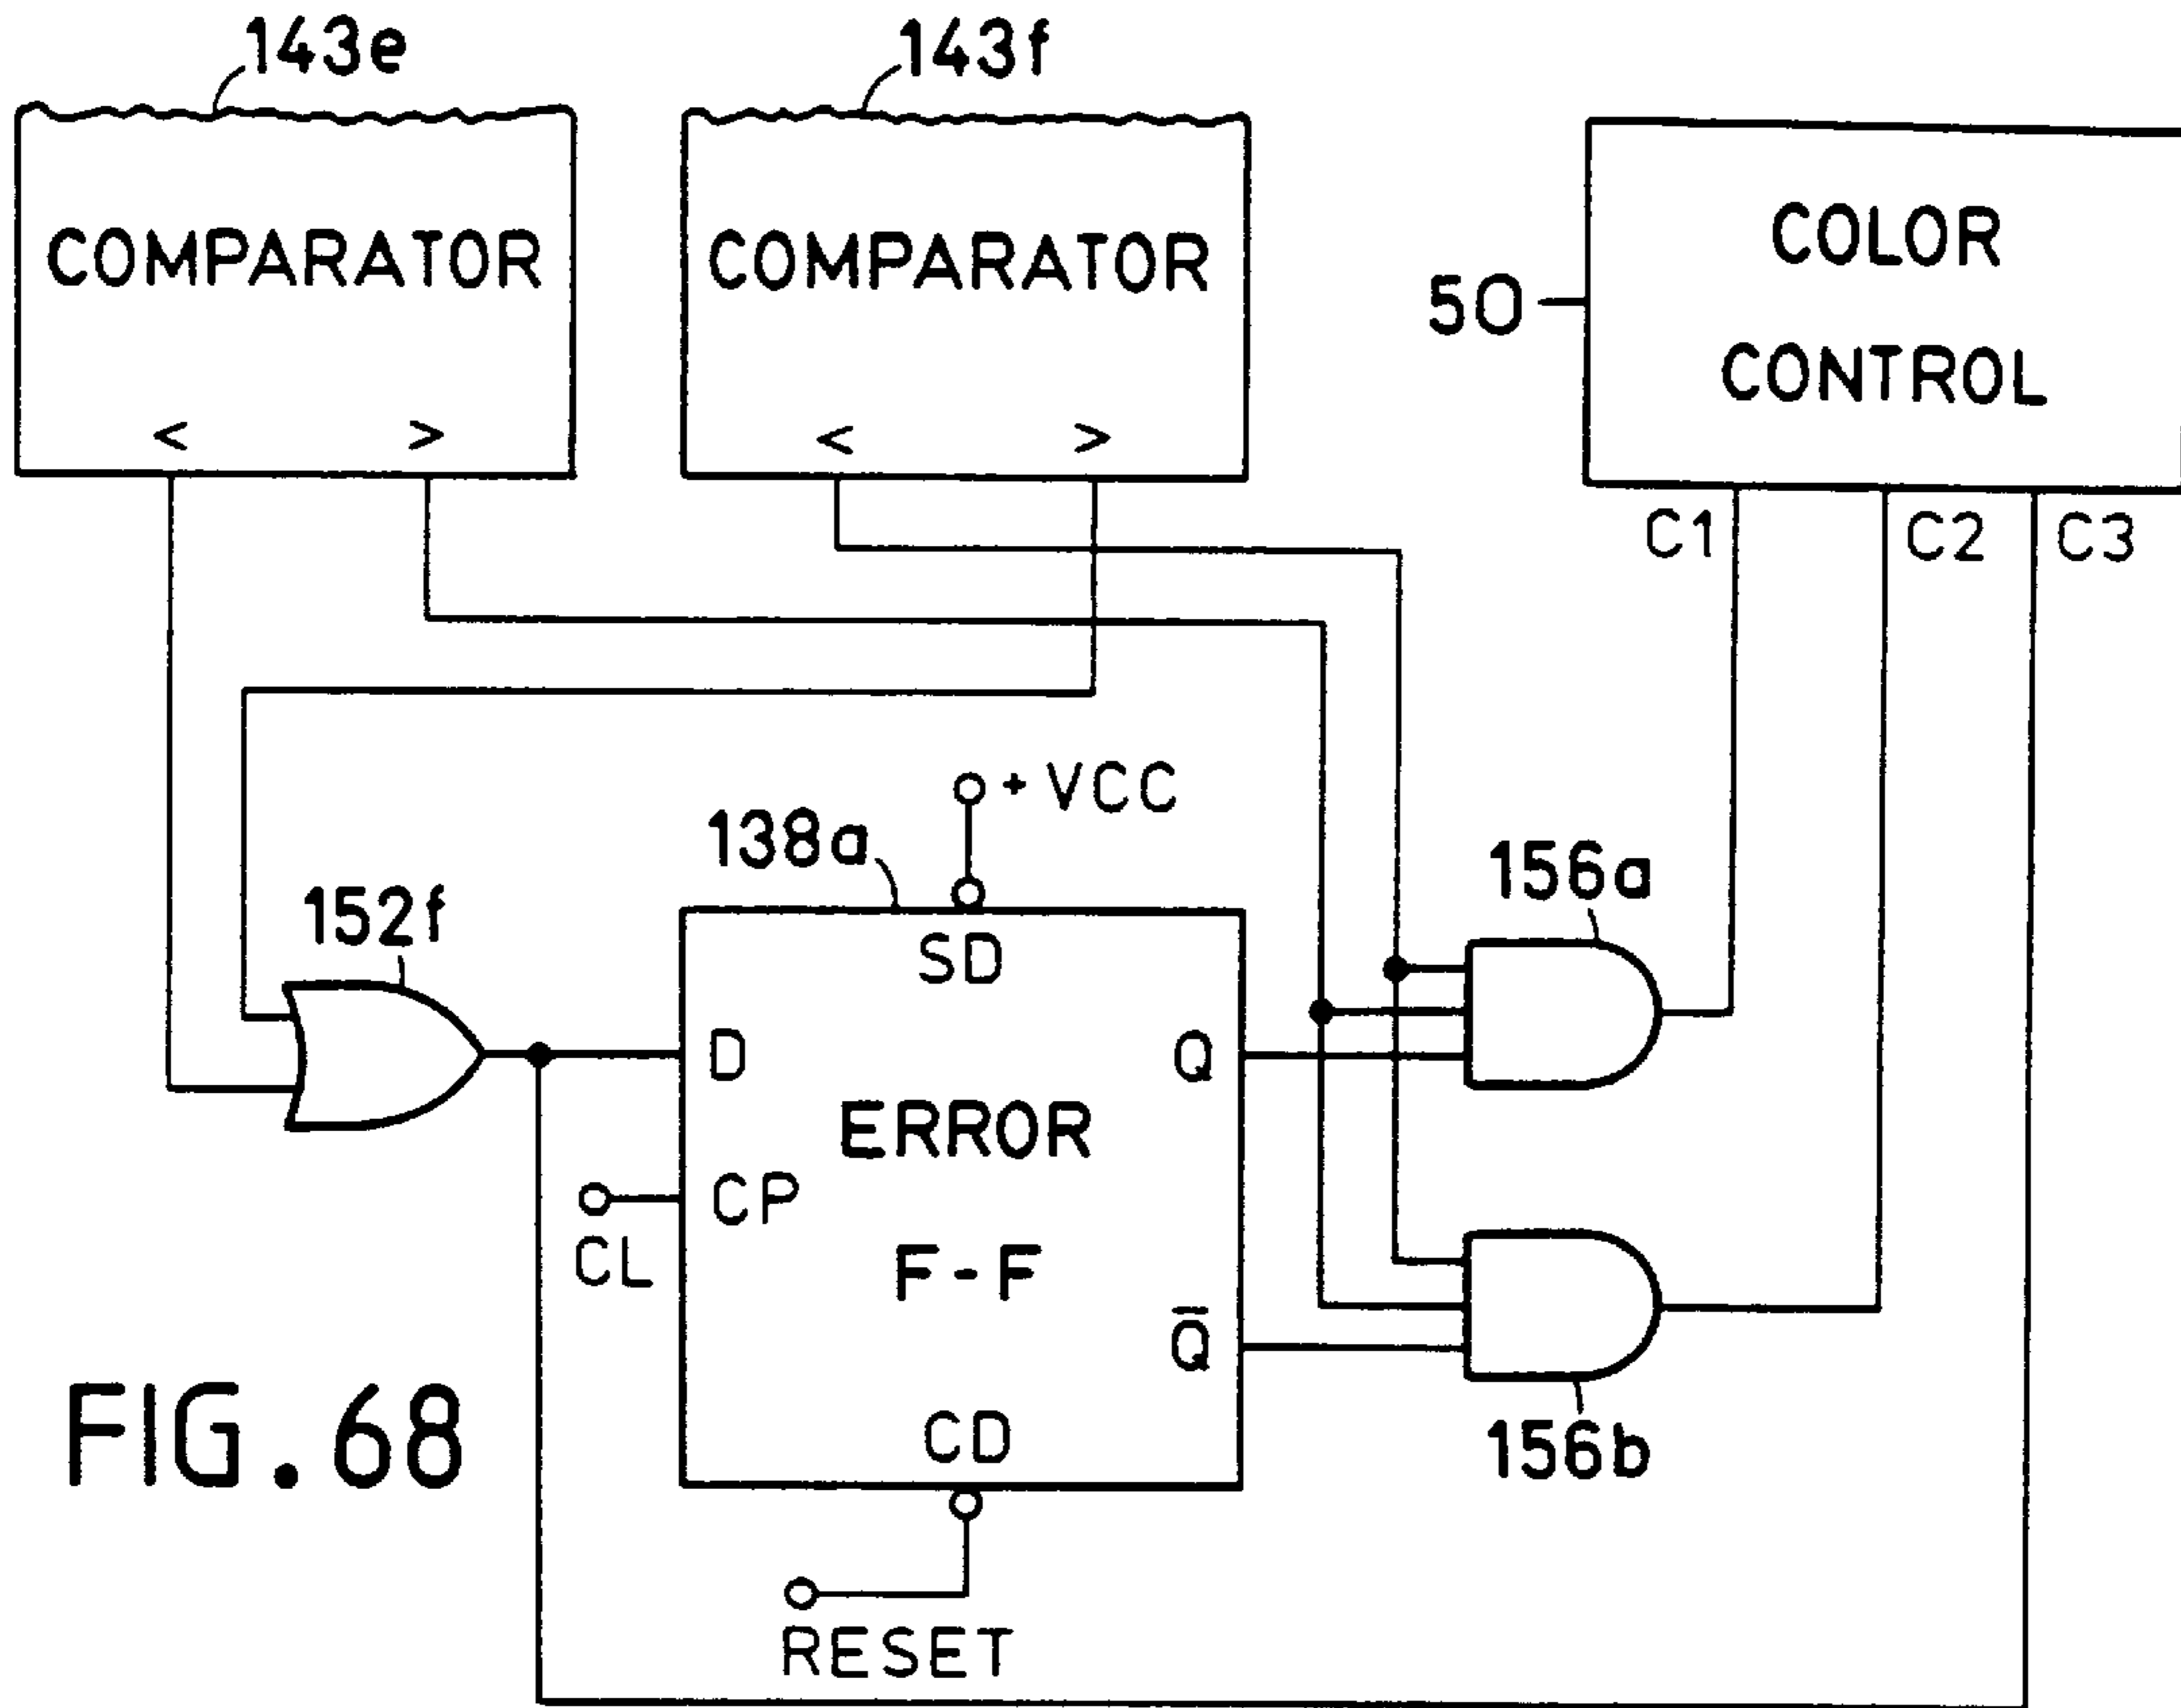 143e
143f
COMPARATOR
COMPARATOR
COLOR
CONTROL
50
< >
< >
C1 C2 C3
+VCC
138a
156a
152f
SD
D
Q
ERROR
CP
CL
F-F
Q̅
CD
156b
FIG. 68
RESET